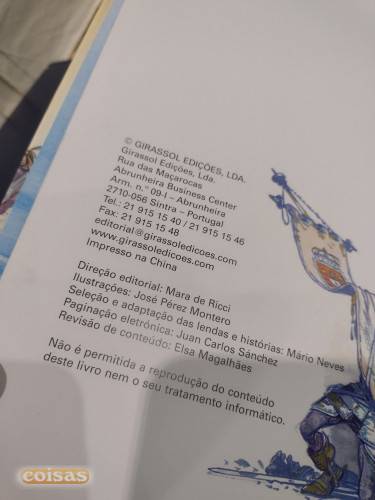 © GIRASSOL EDIÇÕES, LDA.
Girassol Edições, Lda.
Rua das Maçarocas
Abrunheira Business Center
Arm. n.º 09-I – Abrunheira
2710-056 Sintra – Portugal
Tel.: 21 915 15 40 / 21 915 15 46
Fax: 21 915 15 48
editorial@girassoledicoes.com
www.girassoledicoes.com
Impresso na China
Direção editorial: Mara de Ricci
Ilustrações: José Pérez Montero
Seleção e adaptação das lendas e histórias: Mário Neves
Paginação eletrónica: Juan Carlos Sánchez
Revisão de conteúdo: Elsa Magalhães
Não é permitida a reprodução do conteúdo
deste livro nem o seu tratamento informático.
coisas